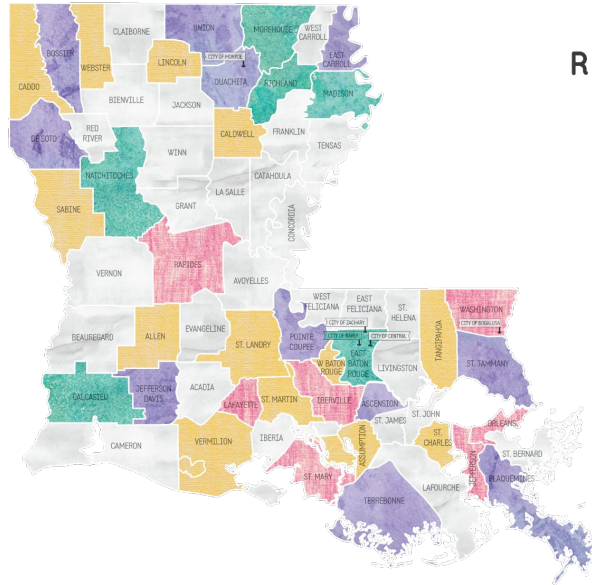 CLAIBORNE
UNION
MOREHOUSE
WEST
CARROLL
EAST
CARROLL
BOSSIER
WEBSTER
LINCOLN
CITY OF MONROE
OUACHITA
RICHLAND
MADISON
CADDO
BIENVILLE
JACKSON
R
DE SOTO
RED
RIVER
CALDWELL
FRANKLIN
TENSAS
WINN
NATCHITOCHES
CATAHOULA
LA SALLE
SABINE
GRANT
CONCORDIA
RAPIDES
VERNON
AVOYELLES
WEST
FELICIANA
EAST
FELICIANA
ST.
HELENA
WASHINGTON
CITY OF BOGALUSA
CITY OF ZACHARY
CITY OF BAKER
CITY OF CENTRAL
BEAUREGARD
ALLEN
EVANGELINE
ST. LANDRY
POINTE
COUPEE
W BATON
ROUGE
EAST
BATON
ROUGE
LIVINGSTON
TANGIPAHOA
ST. TAMMANY
CALCASIEU
JEFFERSON
DAVIS
ACADIA
LAFAYETTE
ST. MARTIN
IBERVILLE
ASCENSION
ST. JAMES
ST. JOHN
ORLEANS
CAMERON
VERMILION
IBERIA
ASSUMPTION
ST.
CHARLES
JEFFERSON
ST. BERNARD
ST. MARY
TERREBONNE
LAFOURCHE
PLAQUEMINES